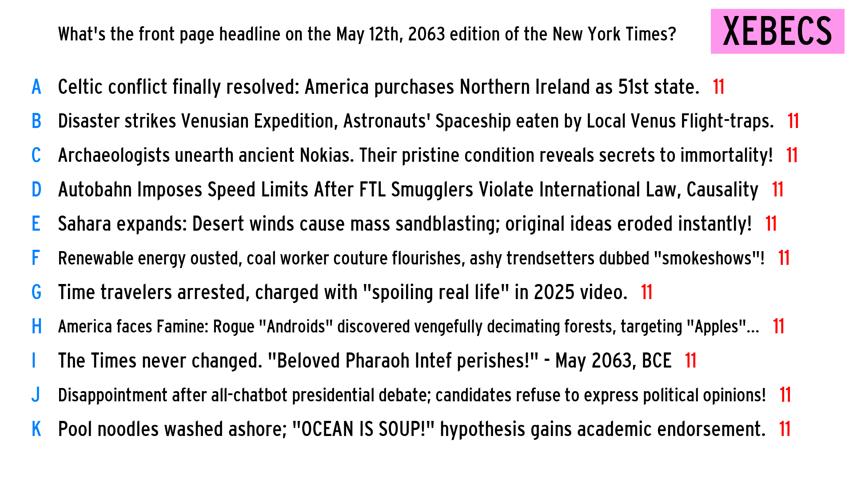 What's the front page headline on the May 12th, 2063 edition of the New York Times?
XEBECS
A Celtic conflict finally resolved: America purchases Northern Ireland as 51st state. 11
B Disaster strikes Venusian Expedition, Astronauts' Spaceship eaten by Local Venus Flight-traps. 11
C Archaeologists unearth ancient Nokias. Their pristine condition reveals secrets to immortality! 11
D Autobahn Imposes Speed Limits After FTL Smugglers Violate International Law, Causality 11
E Sahara expands: Desert winds cause mass sandblasting; original ideas eroded instantly! 11
F Renewable energy ousted, coal worker couture flourishes, ashy trendsetters dubbed "smokeshows"! 11
G Time travelers arrested, charged with "spoiling real life" in 2025 video. 11
H America faces Famine: Rogue "Androids" discovered vengefully decimating forests, targeting "Apples"... 11
I The Times never changed. "Beloved Pharaoh Intef perishes!" - May 2063, BCE 11
J Disappointment after all-chatbot presidential debate; candidates refuse to express political opinions! 11
K Pool noodles washed ashore; "OCEAN IS SOUP!" hypothesis gains academic endorsement. 11